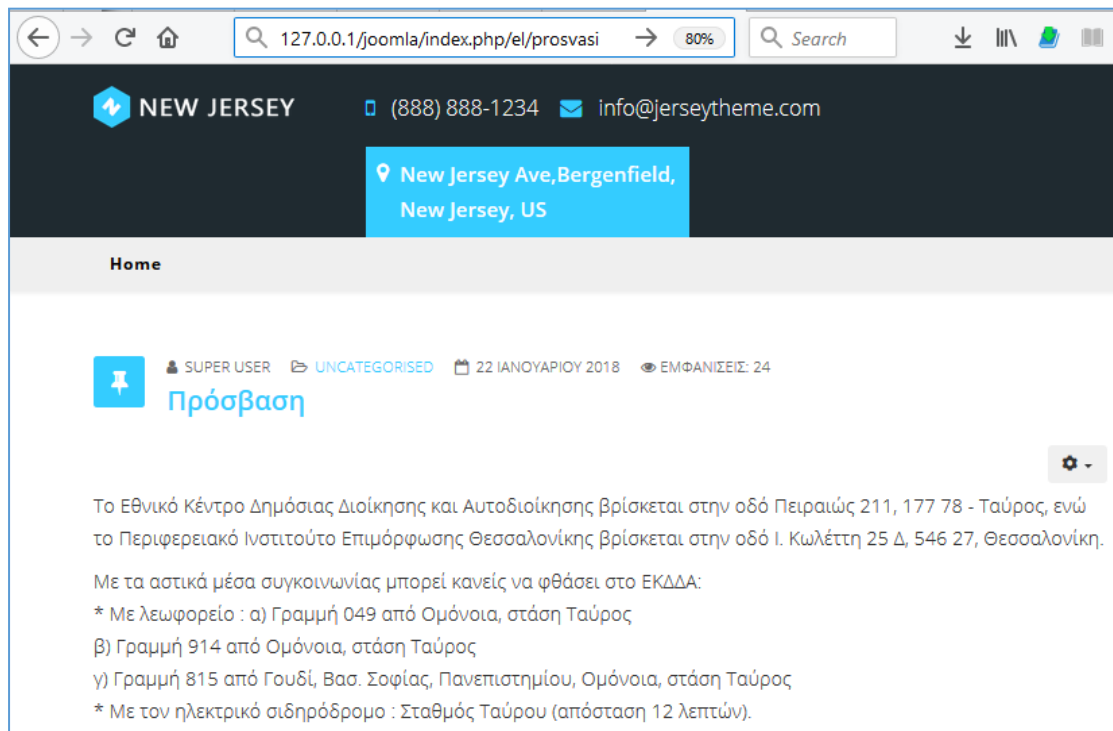 127.0.0.1/joomla/index.php/el/prosvasi 80% Search
NEW JERSEY (888) 888-1234 info@jerseytheme.com
New Jersey Ave,Bergenfield,
New Jersey, US
Home
SUPER USER UNCATEGORISED 22 ΙΑΝΟΥΑΡΙΟΥ 2018 ΕΜΦΑΝΙΣΕΙΣ: 24
Πρόσβαση
Το Εθνικό Κέντρο Δημόσιας Διοίκησης και Αυτοδιοίκησης βρίσκεται στην οδό Πειραιώς 211, 177 78 - Ταύρος, ενώ
το Περιφερειακό Ινστιτούτο Επιμόρφωσης Θεσσαλονίκης βρίσκεται στην οδό Ι. Κωλέττη 25 Δ, 546 27, Θεσσαλονίκη.
Με τα αστικά μέσα συγκοινωνίας μπορεί κανείς να φθάσει στο ΕΚΔΔΑ:
* Με λεωφορείο : α) Γραμμή 049 από Ομόνοια, στάση Ταύρος
β) Γραμμή 914 από Ομόνοια, στάση Ταύρος
γ) Γραμμή 815 από Γουδί, Βασ. Σοφίας, Πανεπιστημίου, Ομόνοια, στάση Ταύρος
* Με τον ηλεκτρικό σιδηρόδρομο : Σταθμός Ταύρου (απόσταση 12 λεπτών).